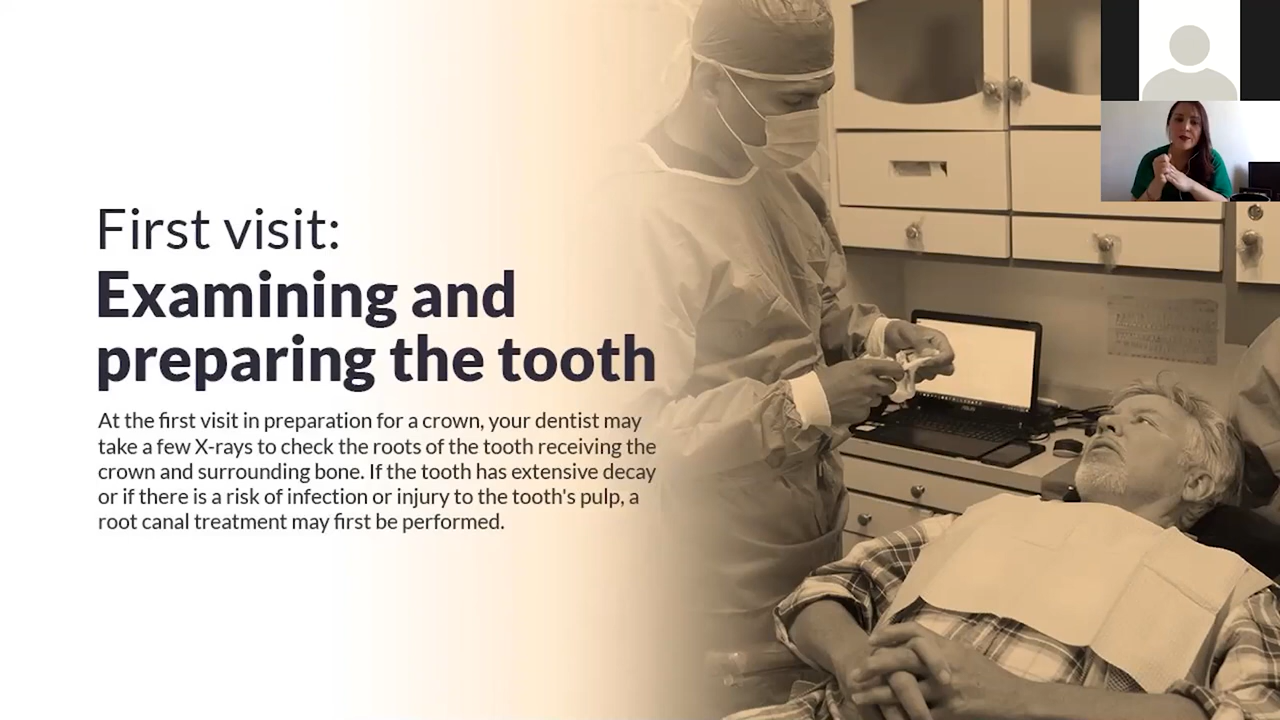 First visit:
Examining and
preparing the tooth
At the first visit in preparation for a crown, your dentist may
take a few X-rays to check the roots of the tooth receiving the
crown and surrounding bone. If the tooth has extensive decay
or if there is a risk of infection or injury to the tooth's pulp, a
root canal treatment may first be performed.